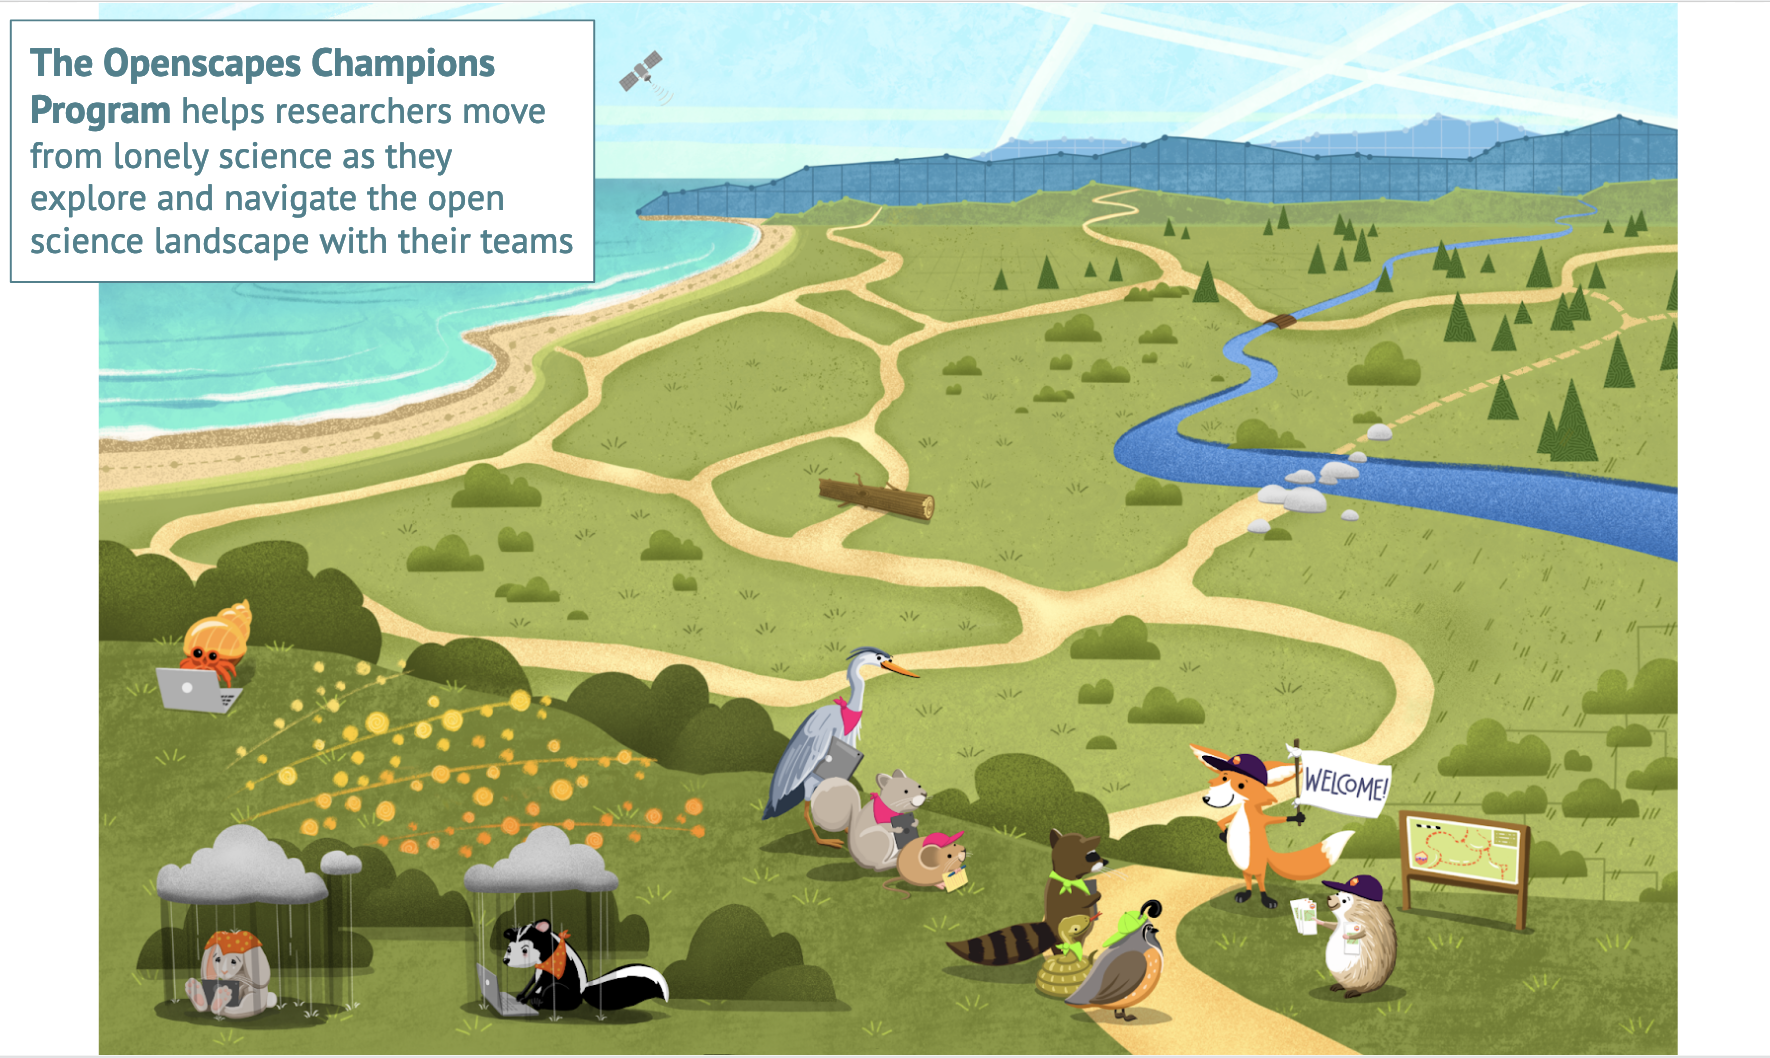 The Openscapes Champions
Program helps researchers move
from lonely science as they
explore and navigate the open
science landscape with their teams
WELCOME!